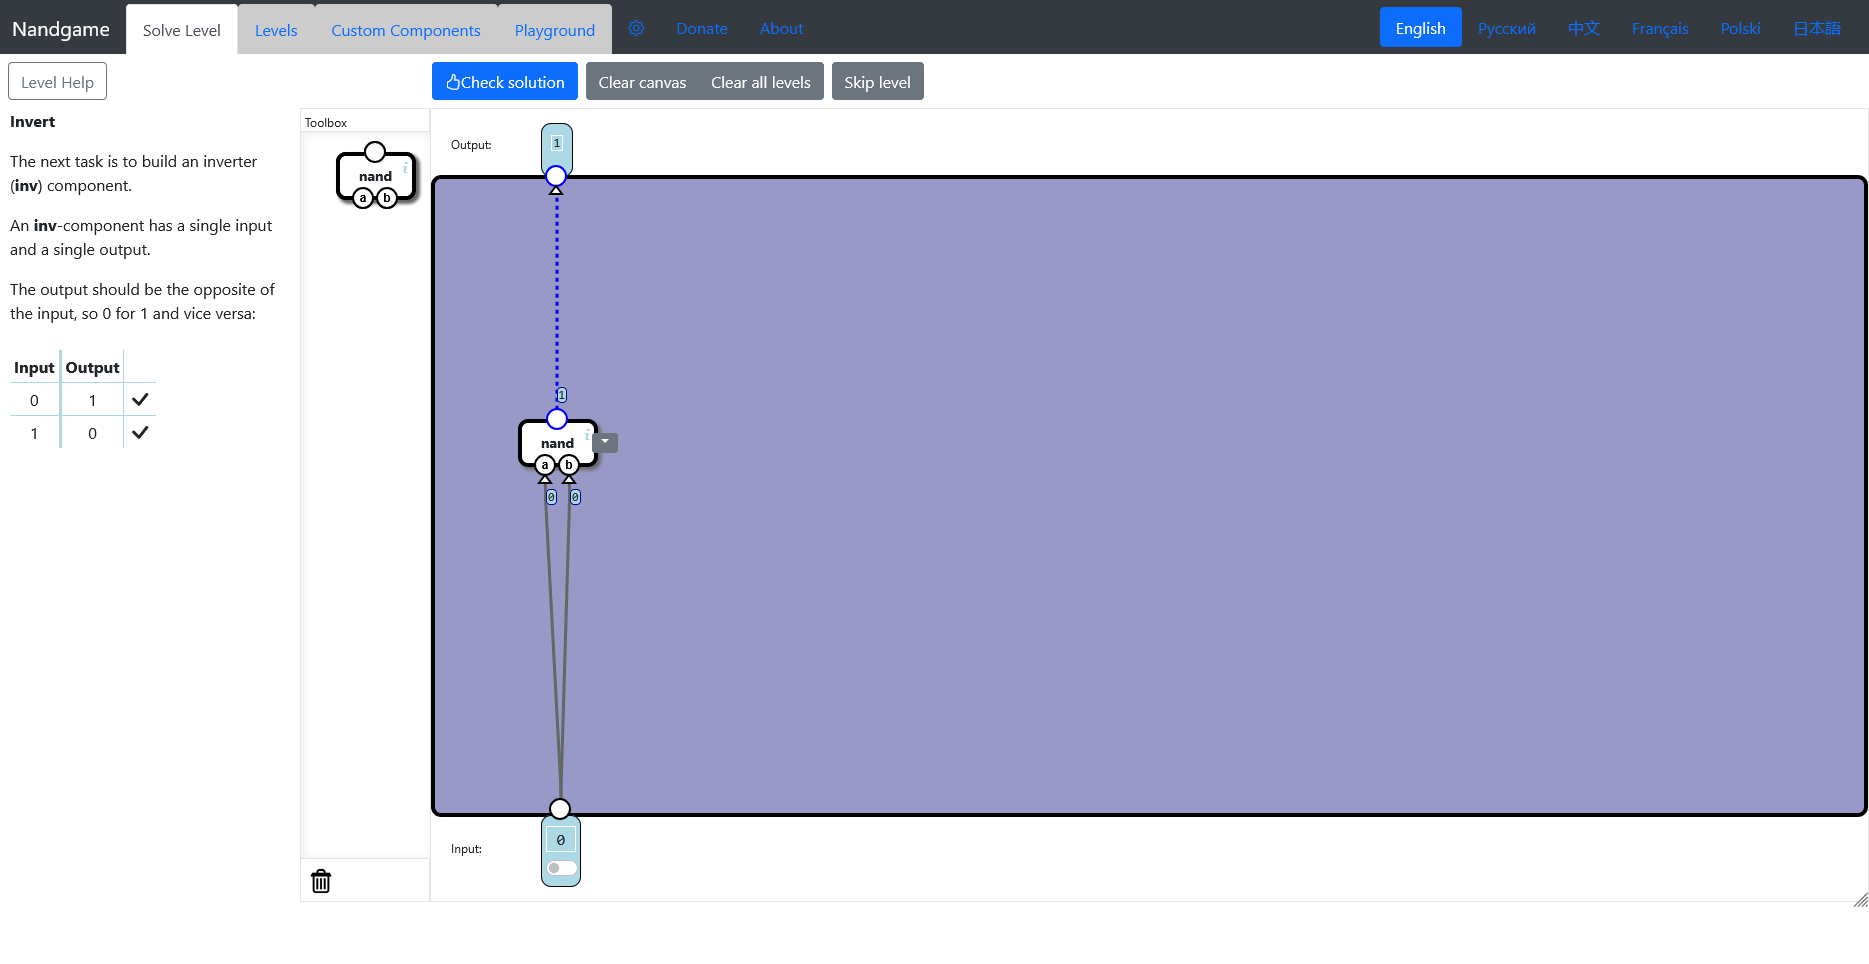 Nandgame
Solve Level
Levels
Custom Components
Playground
Donate
About
English
Русский
中文
Français
Polski
日本語
Level Help
Check solution
Clear canvas
Clear all levels
Skip level
Invert
The next task is to build an inverter
(inv) component.
An inv-component has a single input
and a single output.
The output should be the opposite of
the input, so 0 for 1 and vice versa:
Input Output
0 1
1 0
Toolbox
nand i
a b
Output:
1
1
nand i
a b
0 0
Input:
0